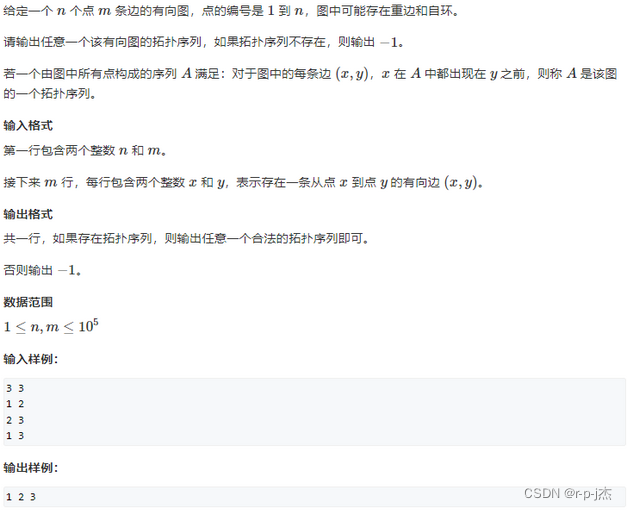 给定一个 n 个点 m 条边的有向图，点的编号是 1 到 n，图中可能存在重边和自环。
请输出任意一个该有向图的拓扑序列，如果拓扑序列不存在，则输出 −1。
若一个由图中所有点构成的序列 A 满足：对于图中的每条边 (x, y)，x 在 A 中都出现在 y 之前，则称 A 是该图
的一个拓扑序列。
输入格式
第一行包含两个整数 n 和 m。
接下来 m 行，每行包含两个整数 x 和 y，表示存在一条从点 x 到点 y 的有向边 (x, y)。
输出格式
共一行，如果存在拓扑序列，则输出任意一个合法的拓扑序列即可。
否则输出 −1。
数据范围
1 ≤ n, m ≤ 10⁵
输入样例：
3 3
1 2
2 3
1 3
输出样例：
1 2 3
CSDN @r-p-j杰